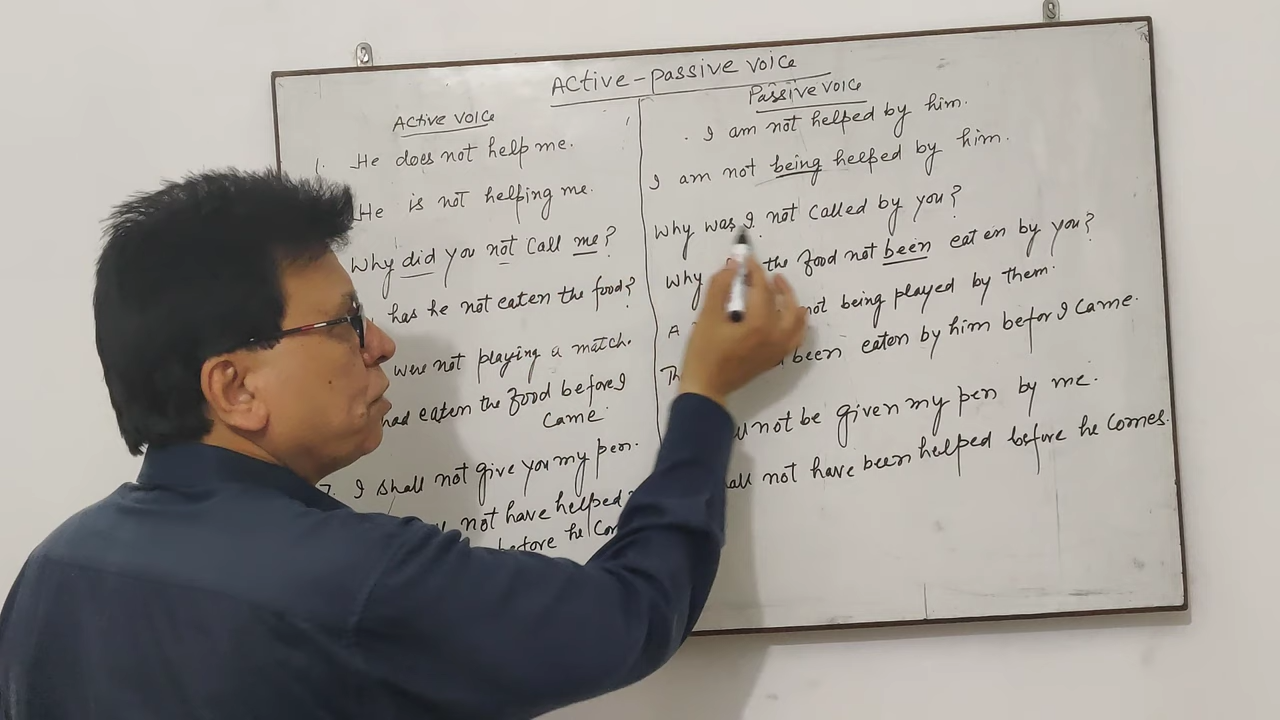 Active-passive voice
Active voice
1. He does not help me.
He is not helping me.
Why did you not call me?
has he not eaten the food?
were not playing a match.
had eaten the food before I
came.
7. I shall not give you my pen.
not have helped
before he
Passive voice
I am not helped by him.
I am not being helped by him.
Why was I not called by you?
Why the food not been eaten by you?
A not being played by them.
been eaten by him befor I came.
not be given my pen by me.
not have been helped before he comes.